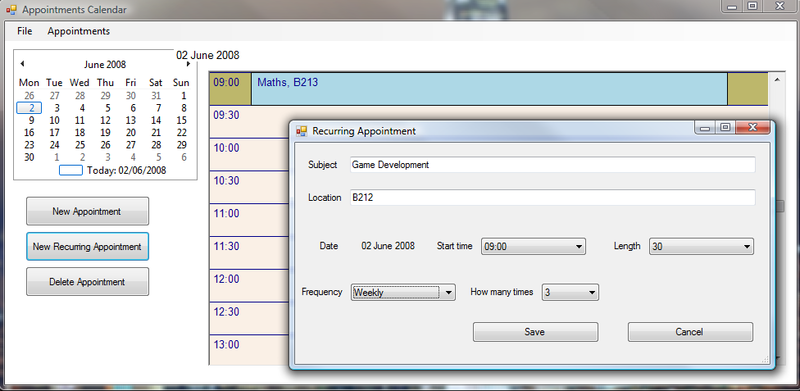 Appointments Calendar
File Appointments
June 2008
Mon Tue Wed Thu Fri Sat Sun
26 27 28 29 30 31 1
2 3 4 5 6 7 8
9 10 11 12 13 14 15
16 17 18 19 20 21 22
23 24 25 26 27 28 29
30 1 2 3 4 5 6
Today: 02/06/2008
New Appointment
New Recurring Appointment
Delete Appointment
02 June 2008
09:00 Maths, B213
09:30
10:00
10:30
11:00
11:30
12:00
12:30
13:00
Recurring Appointment
Subject Game Development
Location B212
Date 02 June 2008 Start time 09:00 Length 30
Frequency Weekly How many times 3
Save Cancel